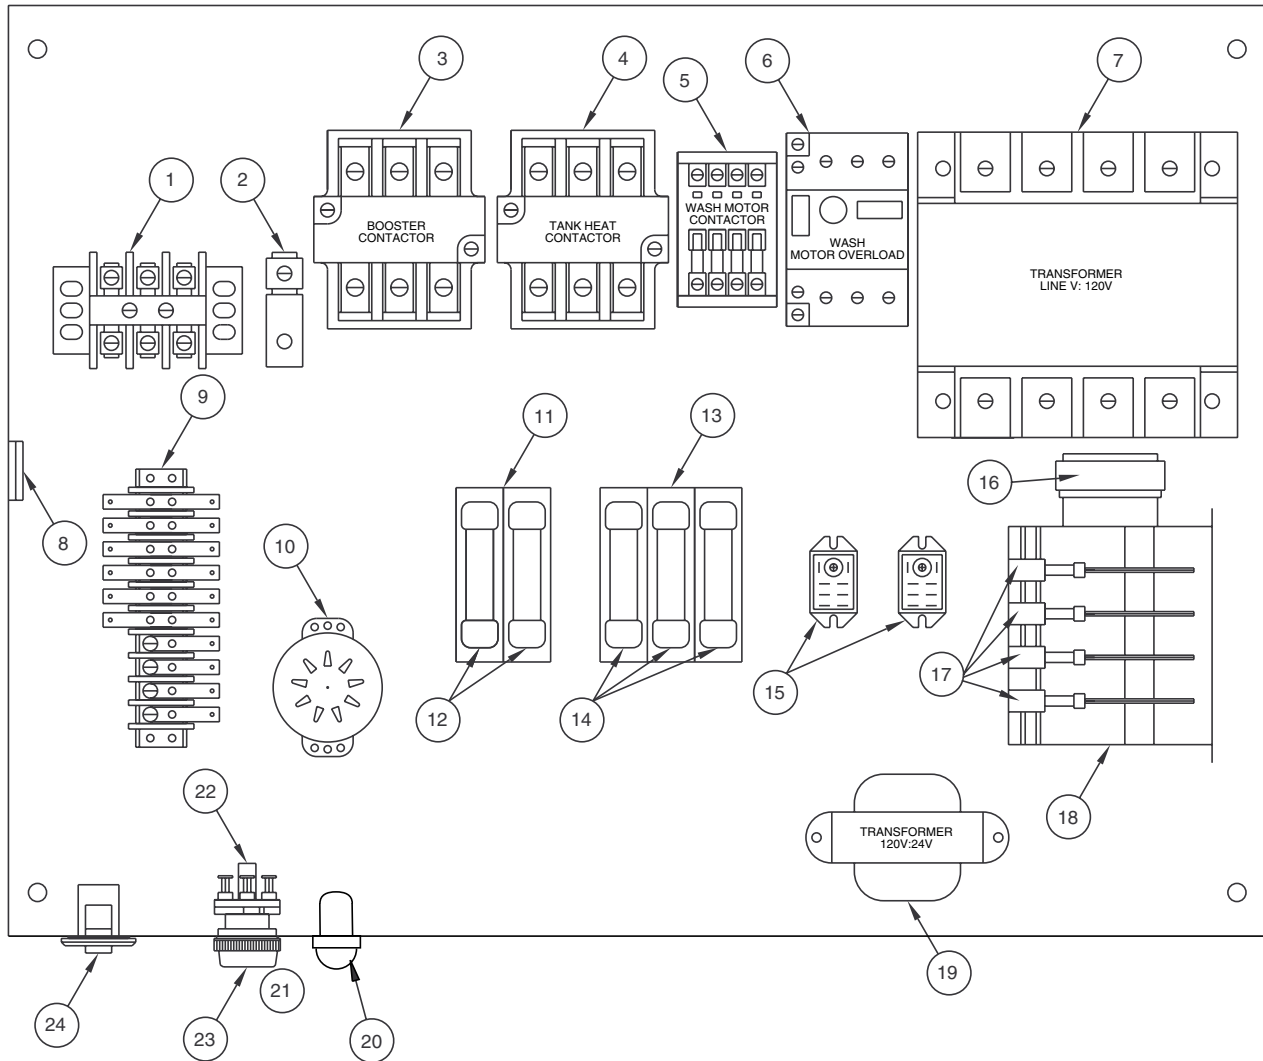 3
4
5
6
7
1
2
BOOSTER
CONTACTOR
TANK HEAT
CONTACTOR
WASH MOTOR
CONTACTOR
WASH
MOTOR OVERLOAD
TRANSFORMER
LINE V: 120V
9
11
13
8
10
16
12
14
15
17
18
22
TRANSFORMER
120V:24V
19
24
23
21
20